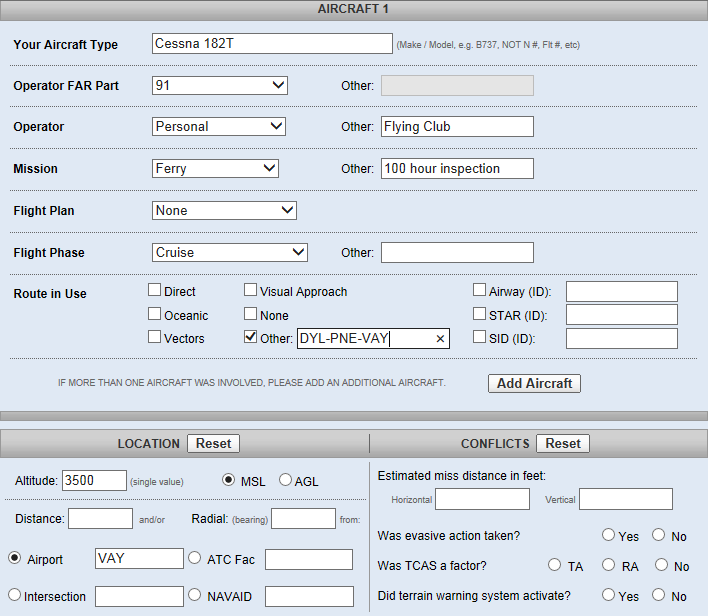 AIRCRAFT 1
Your Aircraft Type Cessna 182T (Make / Model, e.g. B737, NOT N #, Flt #, etc)
Operator FAR Part 91 Other:
Operator Personal Other: Flying Club
Mission Ferry Other: 100 hour inspection
Flight Plan None
Flight Phase Cruise Other:
Route in Use Direct Visual Approach Airway (ID):
Oceanic None STAR (ID):
Vectors Other: DYL-PNE-VAY × SID (ID):
IF MORE THAN ONE AIRCRAFT WAS INVOLVED, PLEASE ADD AN ADDITIONAL AIRCRAFT. Add Aircraft
LOCATION Reset CONFLICTS Reset
Altitude: 3500 (single value) MSL AGL
Estimated miss distance in feet:
Horizontal Vertical
Distance: and/or Radial: (bearing) from:
Was evasive action taken? Yes No
Airport VAY ATC Fac
Was TCAS a factor? TA RA No
Intersection NAVAID
Did terrain warning system activate? Yes No